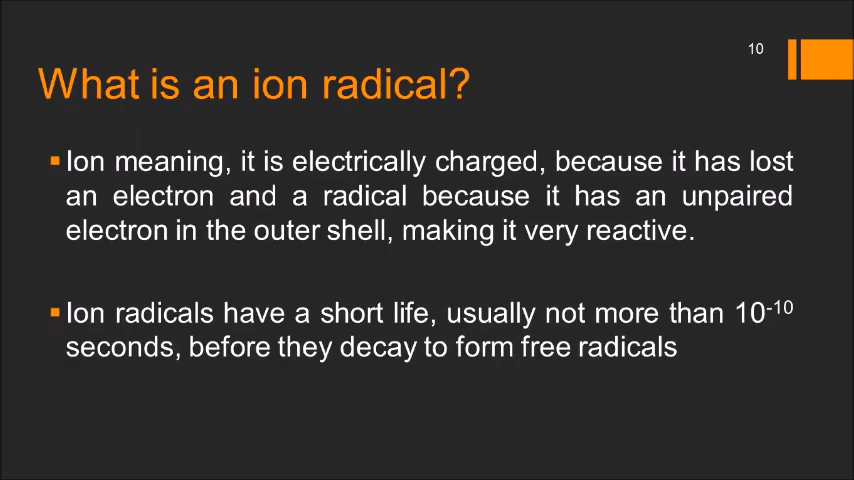 10
What is an ion radical?
Ion meaning, it is electrically charged, because it has lost
an electron and a radical because it has an unpaired
electron in the outer shell, making it very reactive.
Ion radicals have a short life, usually not more than 10⁻¹⁰
seconds, before they decay to form free radicals